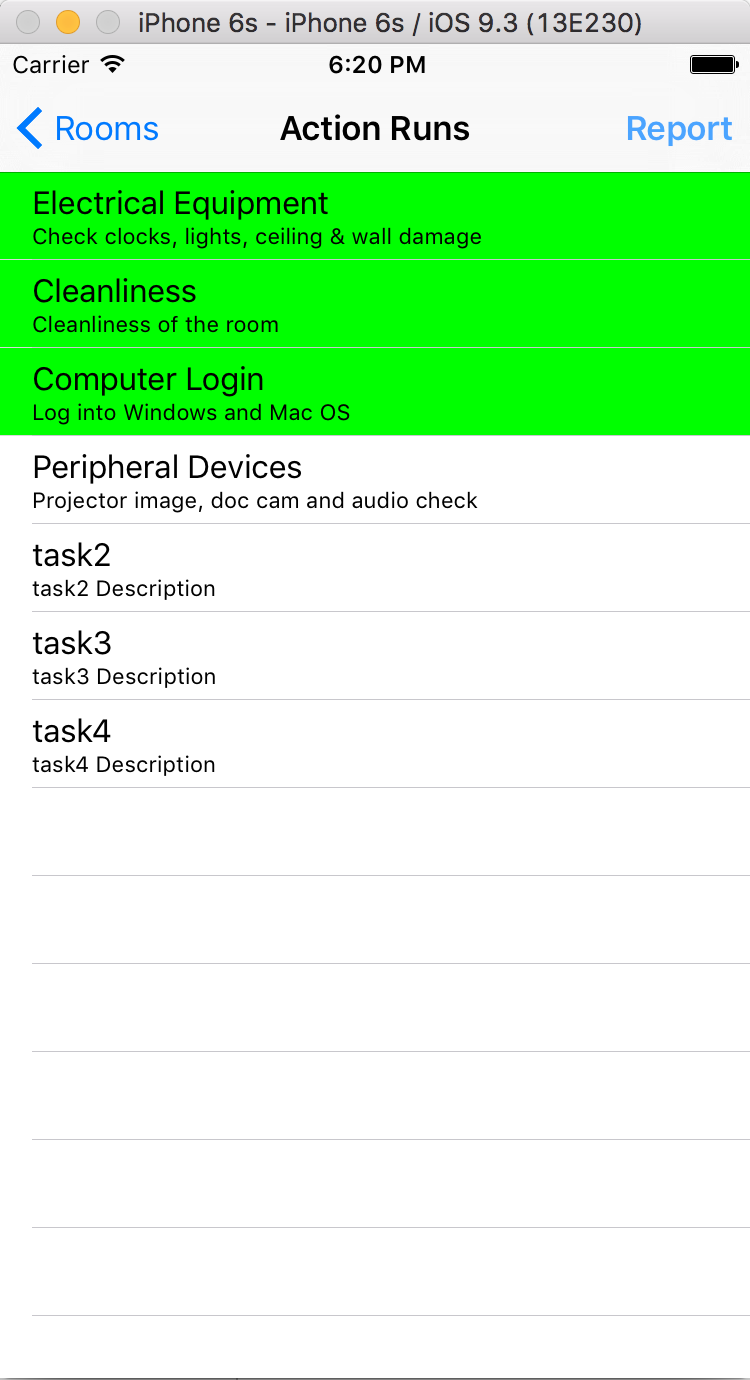 iPhone 6s - iPhone 6s / iOS 9.3 (13E230)
Carrier 6:20 PM
Rooms Action Runs Report
Electrical Equipment
Check clocks, lights, ceiling & wall damage
Cleanliness
Cleanliness of the room
Computer Login
Log into Windows and Mac OS
Peripheral Devices
Projector image, doc cam and audio check
task2
task2 Description
task3
task3 Description
task4
task4 Description